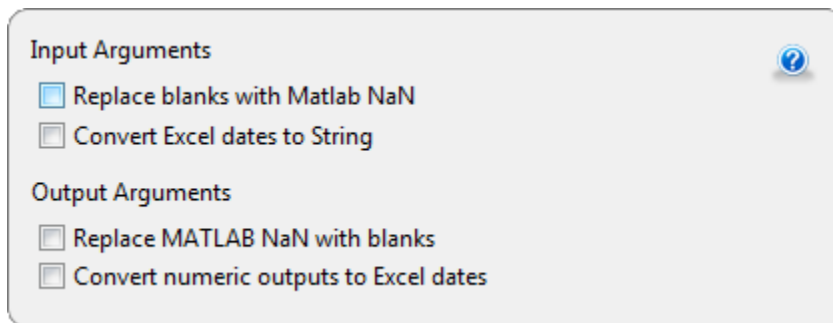 Input Arguments
Replace blanks with Matlab NaN
Convert Excel dates to String
Output Arguments
Replace MATLAB NaN with blanks
Convert numeric outputs to Excel dates